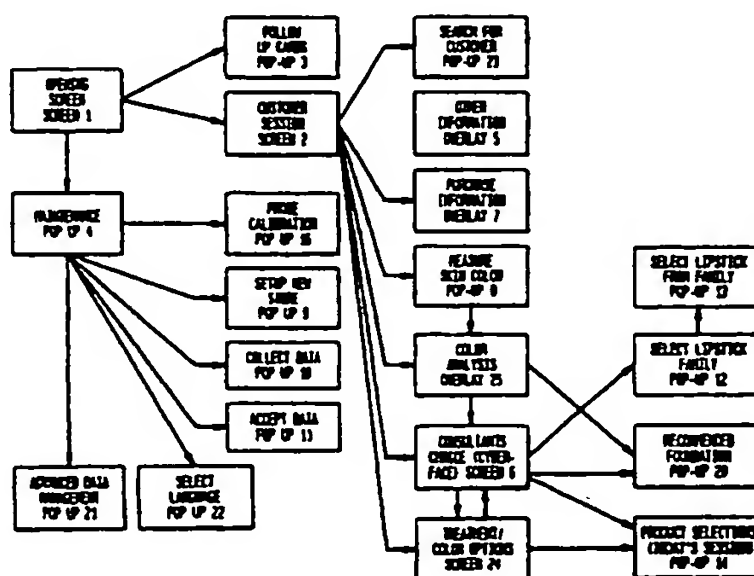 OPENING
SCREEN
SCREEN 1
FOLLOW
UP CARDS
POP-UP 3
CUSTOMER
SESSION
SCREEN 2
SEARCH FOR
CUSTOMER
POP-UP 23
INFORMATION
OVERLAY 5
PURCHASE
INFORMATION
OVERLAY 7
MAINTENANCE
POP UP 4
PROBE
CALIBRATION
POP UP 16
SETUP NEW
POP UP 9
COLLECT DATA
POP UP 10
ACCEPT DATA
POP UP 11
ADVANCED DATA
MANAGEMENT
POP UP 21
SELECT
LANGUAGE
POP UP 22
MEASURE
SKIN COLOR
POP-UP 8
COLOR
ANALYSIS
OVERLAY 25
CONSULTANTS
CHOICE (CYBER-
FACE) SCREEN 6
TREATMENT/
COLOR OPTIONS
SCREEN 24
SELECT LIPSTICK
FROM FAMILY
POP-UP 13
SELECT LIPSTICK
FAMILY
POP-UP 12
RECOMMENDED
FOUNDATION
POP-UP 20
PRODUCT SELECTIONS
(TODAY'S SESSION)
POP-UP 14